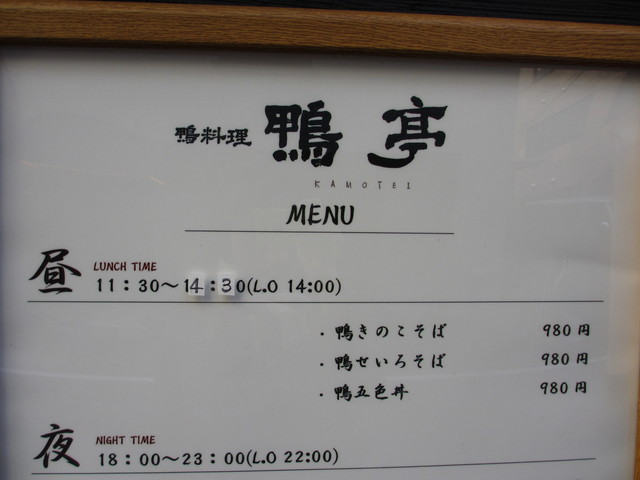 鴨料理 鴨亭
KAMOTEI
MENU
昼 LUNCH TIME
11：30～14：30(L.O 14:00)
・鴨きのこそば 980円
・鴨せいろそば 980円
・鴨五色丼 980円
夜 NIGHT TIME
18：00～23：00(L.O 22:00)